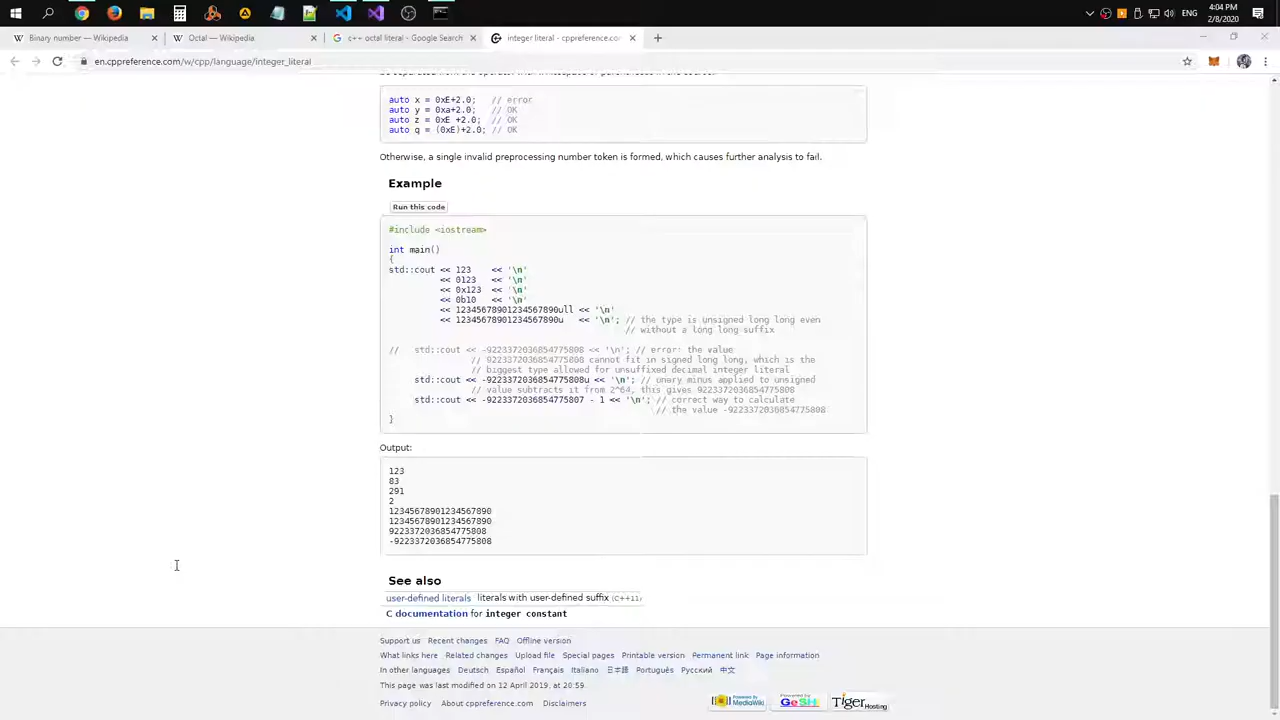 4:04 PM
ENG
2/8/2020
Binary number — Wikipedia
Octal — Wikipedia
c++ octal literal - Google Search
integer literal - cppreference.co
en.cppreference.com/w/cpp/language/integer_literal
auto x = 0xE+2.0;   // error
auto y = 0xa+2.0;   // OK
auto z = 0xE +2.0;  // OK
auto q = (0xE)+2.0; // OK
Otherwise, a single invalid preprocessing number token is formed, which causes further analysis to fail.
Example
Run this code
#include <iostream>
int main()
{
std::cout << 123    << '\n'
<< 0123   << '\n'
<< 0x123  << '\n'
<< 0b10   << '\n'
<< 12345678901234567890ull << '\n'
<< 12345678901234567890u   << '\n'; // the type is unsigned long long even
// without a long long suffix
//   std::cout << -9223372036854775808 << '\n'; // error: the value
// 9223372036854775808 cannot fit in signed long long, which is the
// biggest type allowed for unsuffixed decimal integer literal
std::cout << -9223372036854775808u << '\n'; // unary minus applied to unsigned
// value subtracts it from 2^64, this gives 9223372036854775808
std::cout << -9223372036854775807 - 1 << '\n'; // correct way to calculate
// the value -9223372036854775808
}
Output:
123
83
291
2
12345678901234567890
12345678901234567890
9223372036854775808
-9223372036854775808
See also
user-defined literals literals with user-defined suffix (C++11)
C documentation for integer constant
Support us Recent changes FAQ Offline version
What links here Related changes Upload file Special pages Printable version Permanent link Page information
In other languages Deutsch Español Français Italiano 日本語 Português Русский 中文
This page was last modified on 12 April 2019, at 20:59.
Privacy policy About cppreference.com Disclaimers
Powered By MediaWiki
Powered by GeSHi
Tiger Hosting